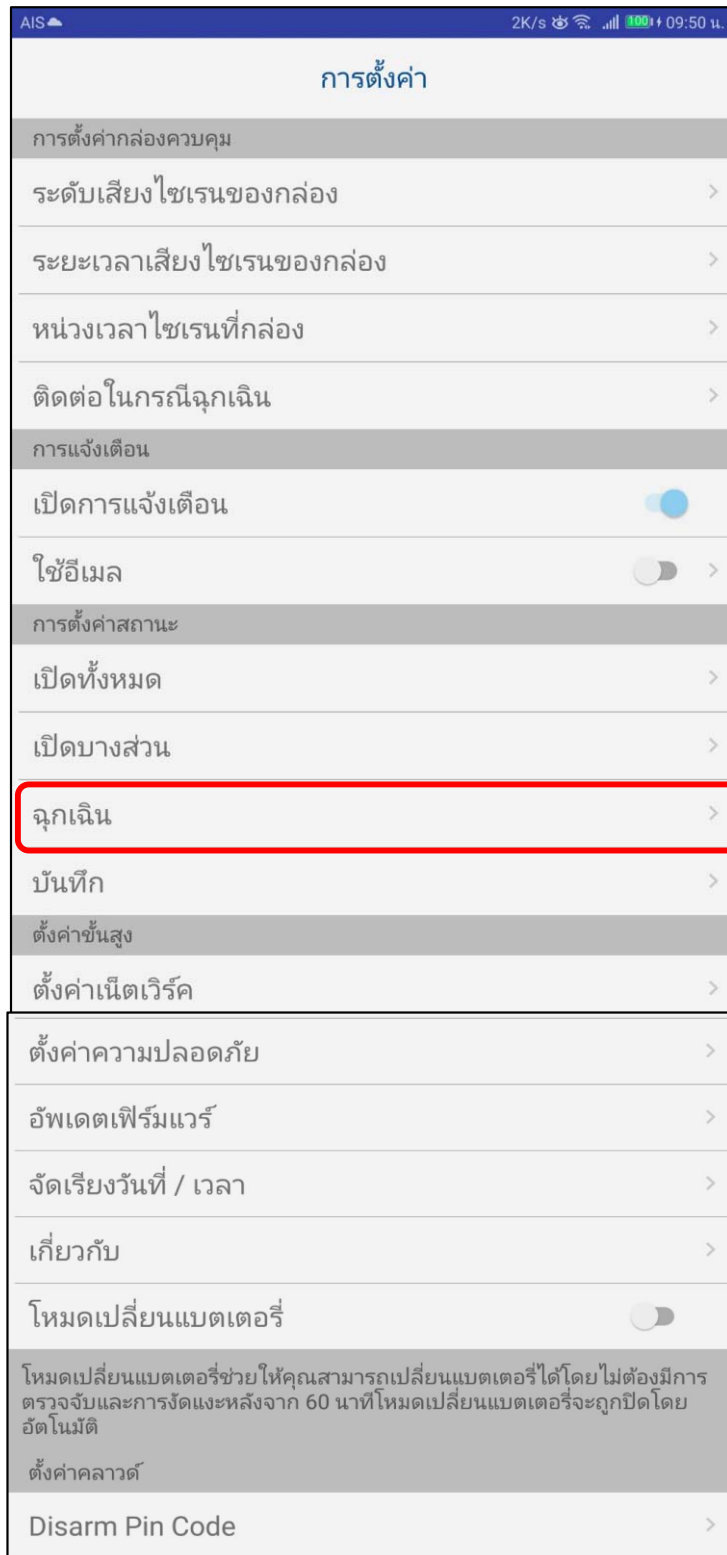 AIS 2K/s 100 09:50 น.
การตั้งค่า
การตั้งค่ากล่องควบคุม
ระดับเสียงไซเรนของกล่อง
ระยะเวลาเสียงไซเรนของกล่อง
หน่วงเวลาไซเรนที่กล่อง
ติดต่อในกรณีฉุกเฉิน
การแจ้งเตือน
เปิดการแจ้งเตือน
ใช้อีเมล
การตั้งค่าสถานะ
เปิดทั้งหมด
เปิดบางส่วน
ฉุกเฉิน
บันทึก
ตั้งค่าขั้นสูง
ตั้งค่าเน็ตเวิร์ค
ตั้งค่าความปลอดภัย
อัพเดตเฟิร์มแวร์
จัดเรียงวันที่ / เวลา
เกี่ยวกับ
โหมดเปลี่ยนแบตเตอรี่
โหมดเปลี่ยนแบตเตอรี่ช่วยให้คุณสามารถเปลี่ยนแบตเตอรี่ได้โดยไม่ต้องมีการ
ตรวจจับและการงัดแงะหลังจาก 60 นาทีโหมดเปลี่ยนแบตเตอรี่จะถูกปิดโดย
อัตโนมัติ
ตั้งค่าคลาวด์
Disarm Pin Code